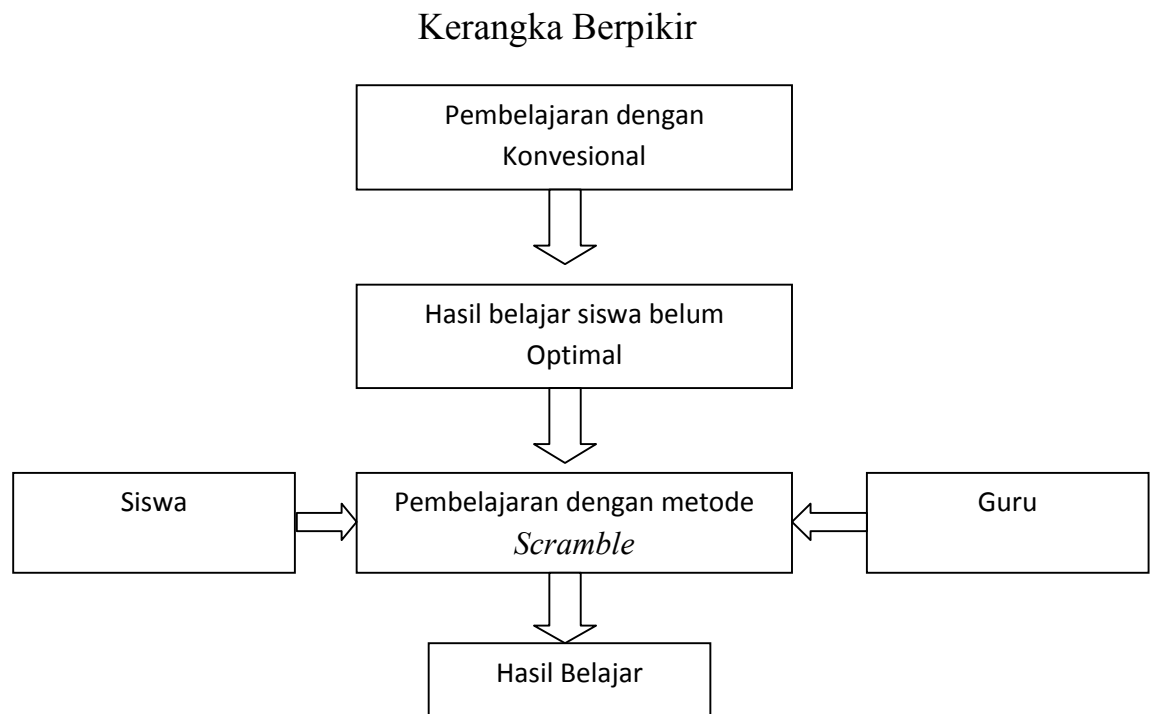 Kerangka Berpikir
Pembelajaran dengan
Konvesional
Hasil belajar siswa belum
Optimal
Siswa
Pembelajaran dengan metode
Scramble
Guru
Hasil Belajar